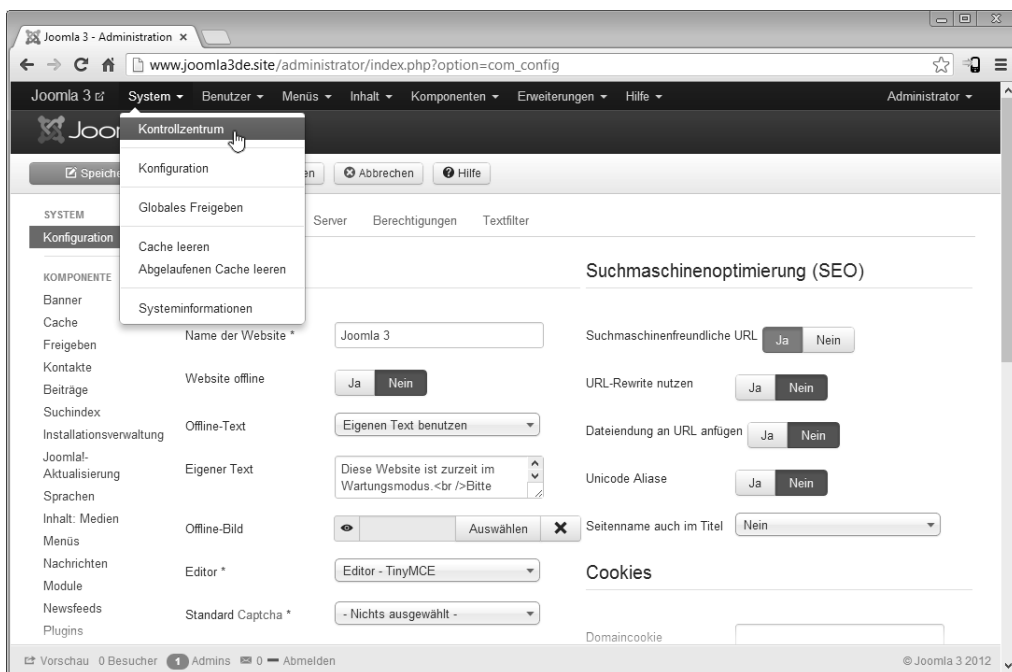 Joomla 3 - Administration ×
www.joomla3de.site/administrator/index.php?option=com_config
Joomla 3 System Benutzer Menüs Inhalt Komponenten Erweiterungen Hilfe Administrator
Kontrollzentrum
Konfiguration
Globales Freigeben
Cache leeren
Abgelaufenen Cache leeren
Systeminformationen
Abbrechen Hilfe
SYSTEM
Konfiguration
Server Berechtigungen Textfilter
KOMPONENTE
Banner
Cache
Freigeben
Kontakte
Beiträge
Suchindex
Installationsverwaltung
Joomla!-
Aktualisierung
Sprachen
Inhalt: Medien
Menüs
Nachrichten
Module
Newsfeeds
Plugins
Name der Website * Joomla 3
Website offline Ja Nein
Offline-Text Eigenen Text benutzen
Eigener Text Diese Website ist zurzeit im
Wartungsmodus.<br />Bitte
Offline-Bild Auswählen
Editor * Editor - TinyMCE
Standard Captcha * - Nichts ausgewählt -
Suchmaschinenoptimierung (SEO)
Suchmaschinenfreundliche URL Ja Nein
URL-Rewrite nutzen Ja Nein
Dateiendung an URL anfügen Ja Nein
Unicode Aliase Ja Nein
Seitenname auch im Titel Nein
Cookies
Domaincookie
Vorschau 0 Besucher 1 Admins 0 Abmelden © Joomla 3 2012